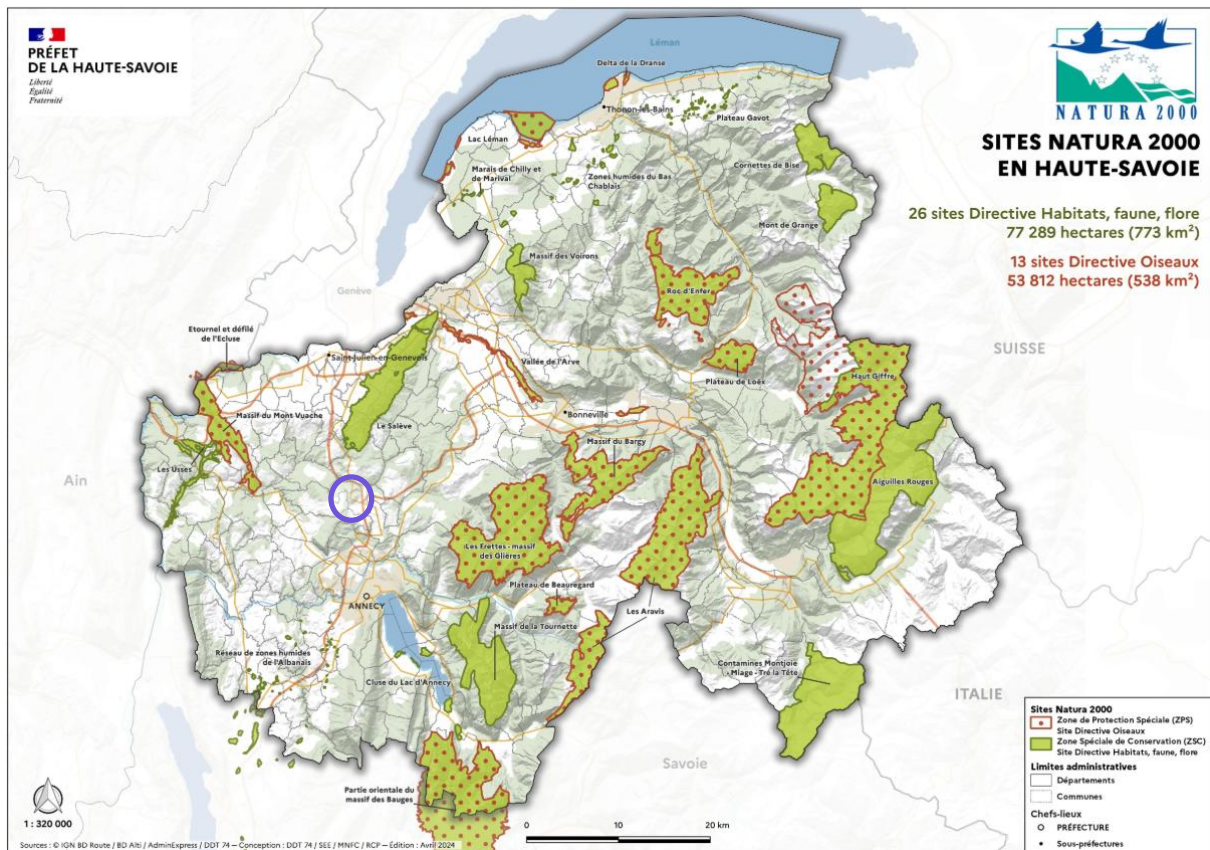 PRÉFET
DE LA HAUTE-SAVOIE
Liberté
Égalité
Fraternité
NATURA 2000
SITES NATURA 2000
EN HAUTE-SAVOIE
26 sites Directive Habitats, faune, flore
77 289 hectares (773 km²)
13 sites Directive Oiseaux
53 812 hectares (538 km²)
Léman
Delta de la Dranse
Thonon-les-Bains
Plateau Gavot
Lac Léman
Cornettes de Bise
Marais de Chilly et
de Marival
Zones humides du Bas
Chablais
Mont de Grange
Massif des Voirons
Genève
Roc d'Enfer
Etournel et défilé
de l'Ecluse
SUISSE
Saint-Julien-en-Genevois
Vallée de l'Arve
Plateau de Loëx
Haut Giffre
Massif du Mont Vuache
Bonneville
Le Salève
Massif du Bargy
Les Usses
Ain
Aiguilles Rouges
Les Frettes - massif
des Glières
Plateau de Beauregard
ANNECY
Les Aravis
Massif de la Tournette
Réseau de zones humides
de l'Albanais
Cluse du Lac d'Annecy
Contamines Montjoie
- Miage - Tré la Tête
ITALIE
Savoie
Partie orientale du
massif des Bauges
Sites Natura 2000
Zone de Protection Spéciale (ZPS)
Site Directive Oiseaux
Zone Spéciale de Conservation (ZSC)
Site Directive Habitats, faune, flore
Limites administratives
Départements
Communes
Chefs-lieux
PRÉFECTURE
Sous-préfectures
1 : 320 000
0 10 20 km
Sources : © IGN BD Route / BD Alti / AdminExpress / DDT 74 — Conception : DDT 74 / SEE / MNFC / RCP — Édition : Avril 2024